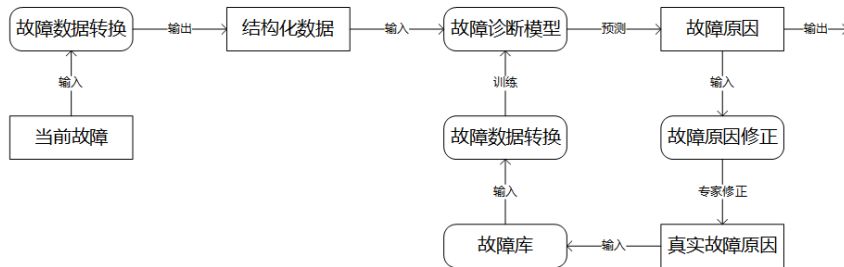 故障数据转换
输出
结构化数据
输入
故障诊断模型
预测
故障原因
输出
输入
训练
输入
当前故障
故障数据转换
故障原因修正
输入
专家修正
故障库
输入
真实故障原因